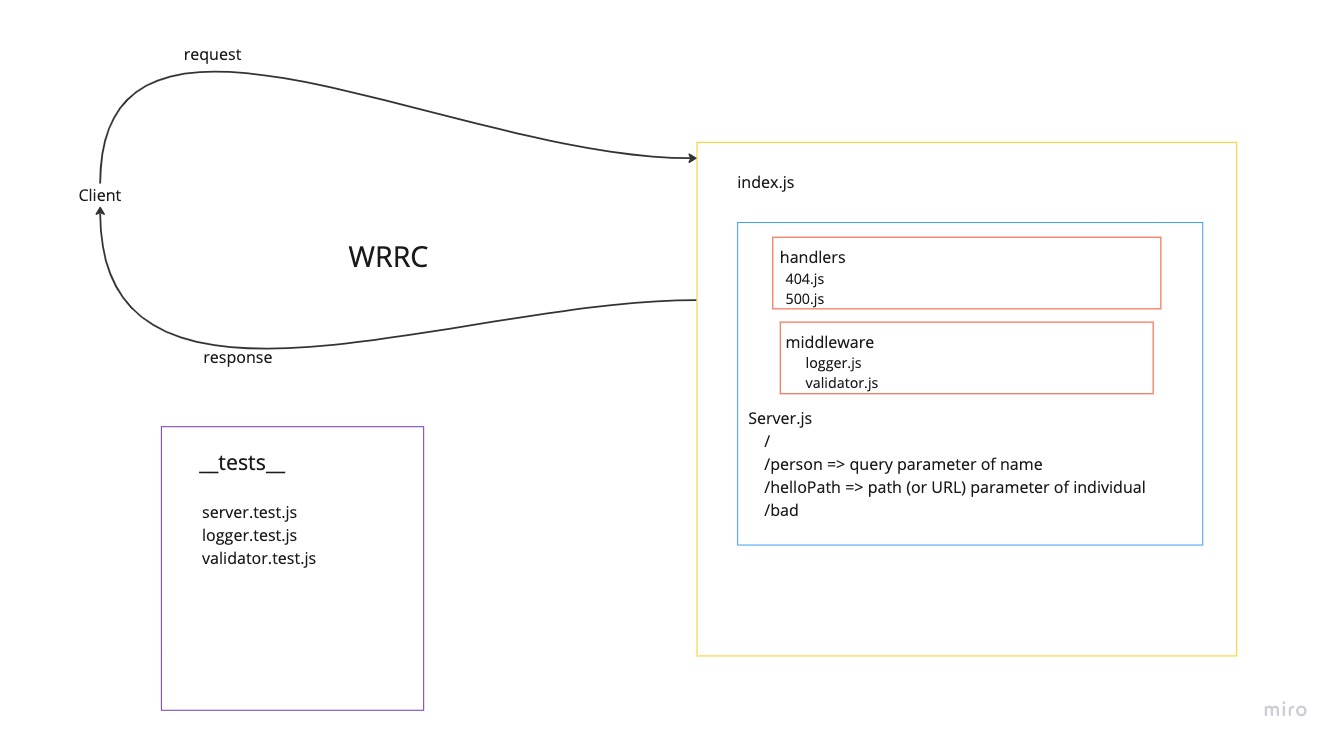 request
Client
WRRC
response
index.js
handlers
404.js
500.js
middleware
logger.js
validator.js
Server.js
/
/person => query parameter of name
/helloPath => path (or URL) parameter of individual
/bad
__tests__
server.test.js
logger.test.js
validator.test.js
miro